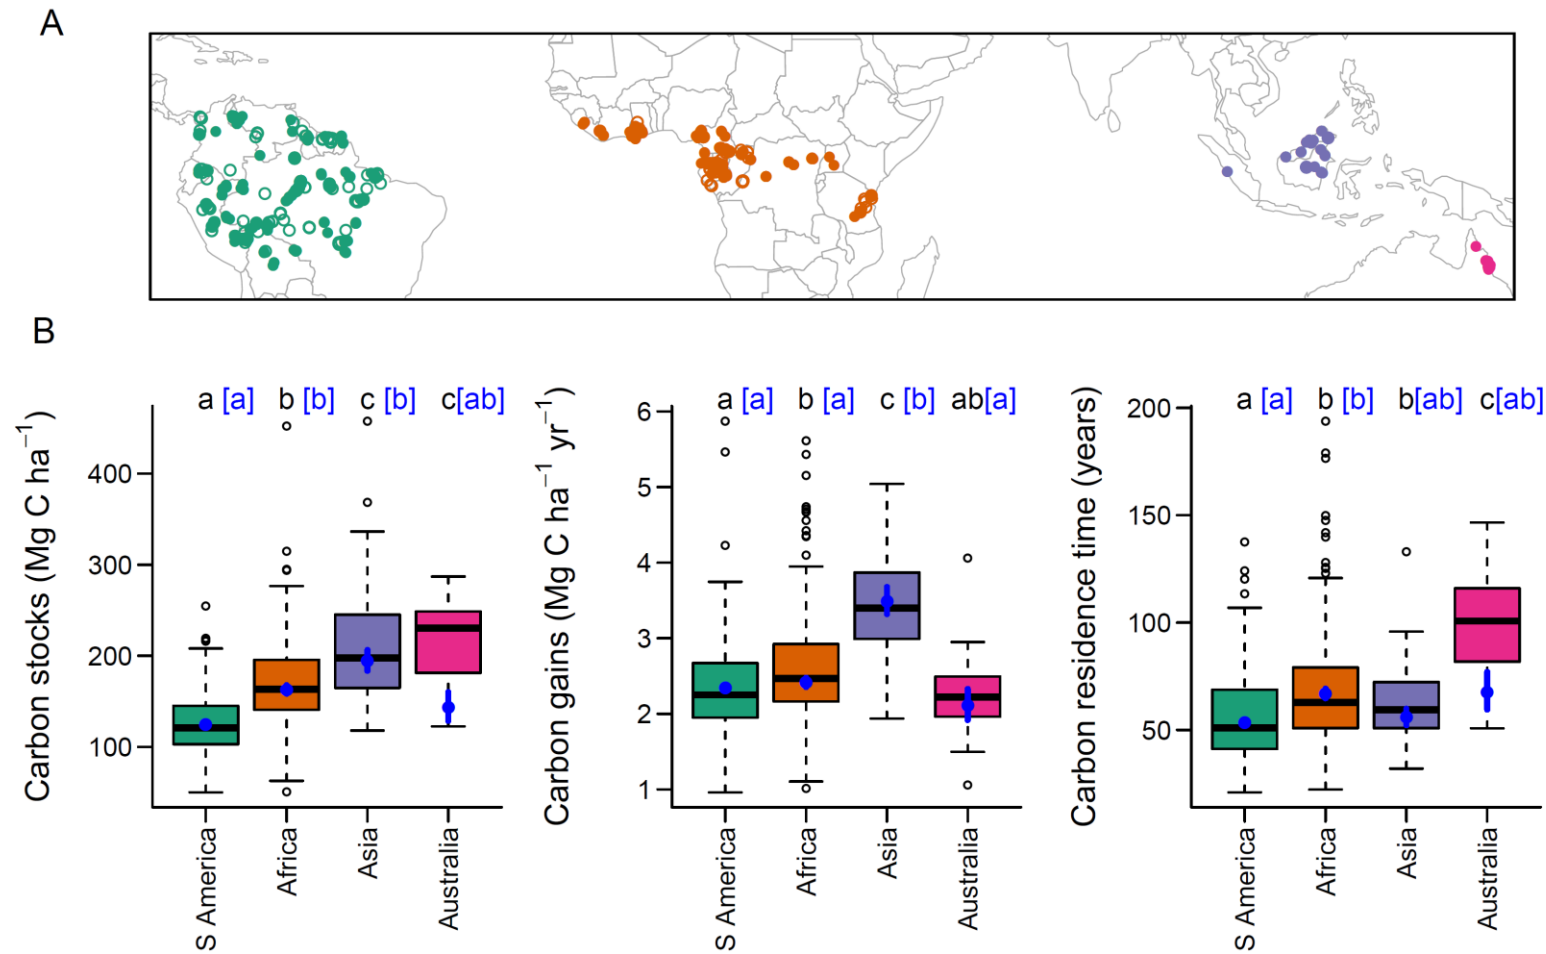 A
B
Carbon stocks (Mg C ha⁻¹)
a [a] b [b] c [b] c[ab]
400
300
200
100
S America
Africa
Asia
Australia
Carbon gains (Mg C ha⁻¹ yr⁻¹)
a [a] b [a] c [b] ab[a]
6
5
4
3
2
1
S America
Africa
Asia
Australia
Carbon residence time (years)
a [a] b [b] b[ab] c[ab]
200
150
100
50
S America
Africa
Asia
Australia